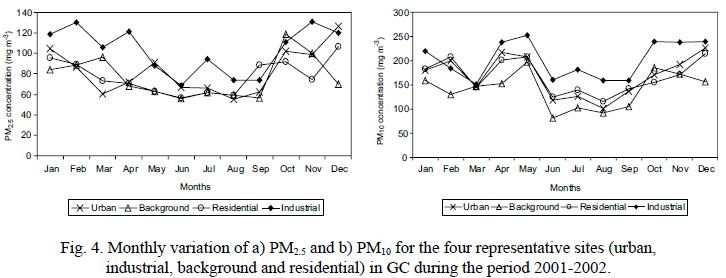 140
120
100
80
60
40
20
0
PM2.5 concentration (mg m-3)
Jan Feb Mar Apr May Jun Jul Aug Sep Oct Nov Dec
Months
Urban Background Residential Industrial
300
250
200
150
100
50
0
PM10 concentration (mg m-3)
Jan Feb Mar Apr May Jun Jul Aug Sep Oct Nov Dec
Months
Urban Background Residential Industrial
Fig. 4. Monthly variation of a) PM2.5 and b) PM10 for the four representative sites (urban,
industrial, background and residential) in GC during the period 2001-2002.